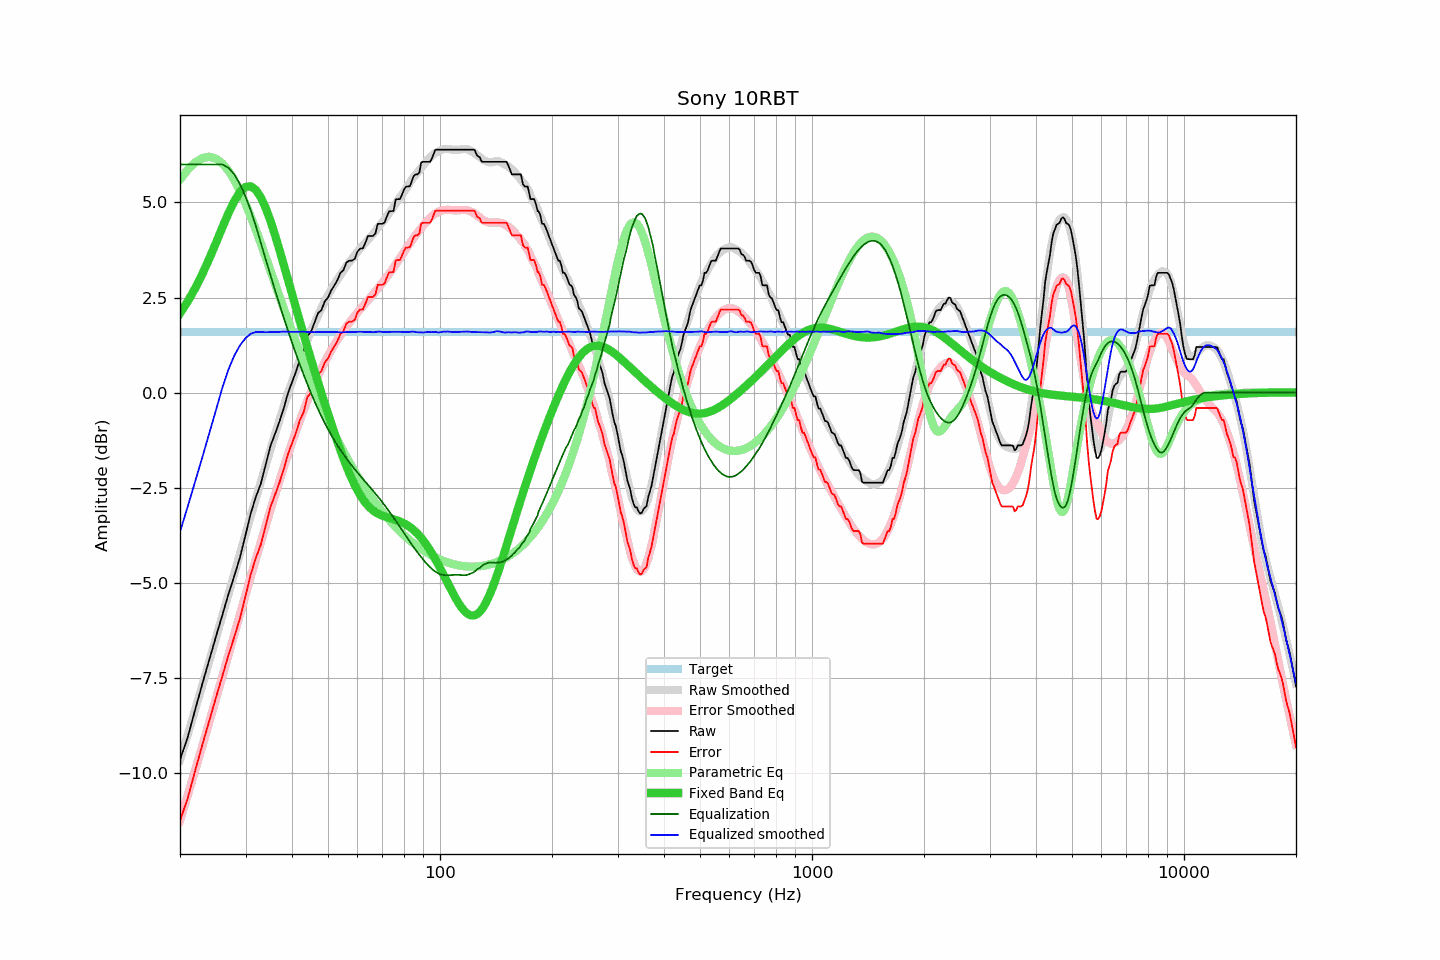 Sony 10RBT
5.0
2.5
0.0
−2.5
−5.0
−7.5
−10.0
Amplitude (dBr)
Target
Raw Smoothed
Error Smoothed
Raw
Error
Parametric Eq
Fixed Band Eq
Equalization
Equalized smoothed
100 1000 10000
Frequency (Hz)